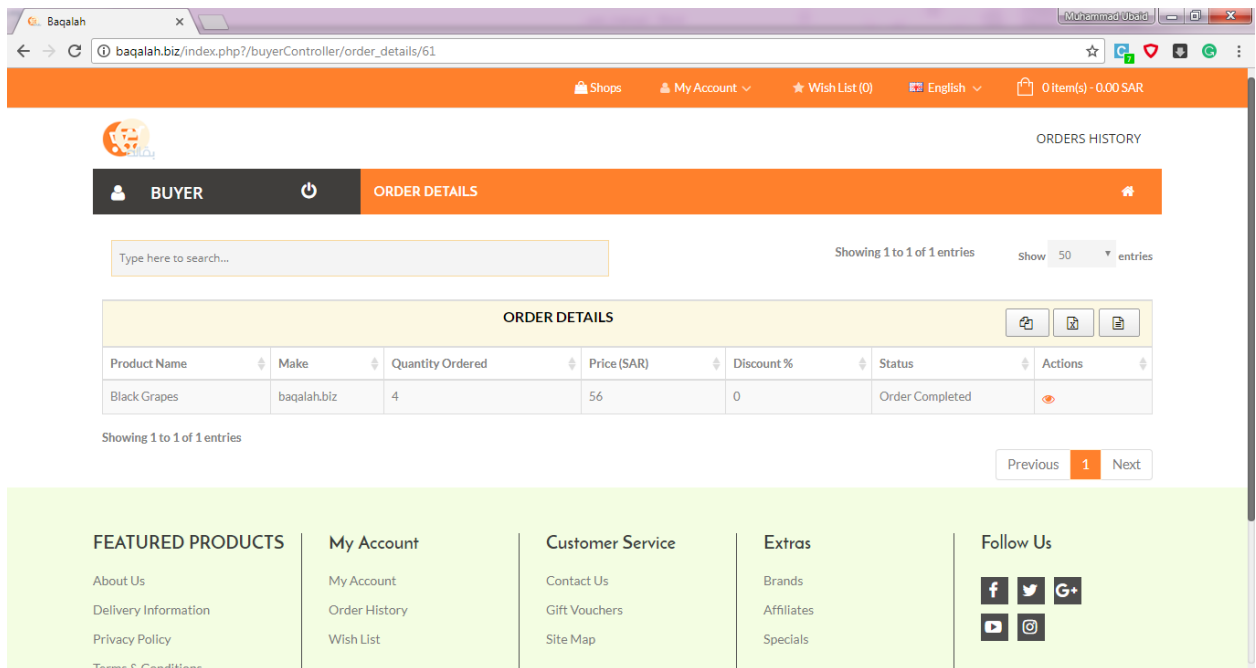 Baqalah
Muhammad Ubaid
baqalah.biz/index.php?/buyerController/order_details/61
Shops My Account Wish List (0) English 0 item(s) - 0.00 SAR
بقالة
ORDERS HISTORY
BUYER ORDER DETAILS
Type here to search...
Showing 1 to 1 of 1 entries Show 50 entries
ORDER DETAILS
Product Name Make Quantity Ordered Price (SAR) Discount % Status Actions
Black Grapes baqalah.biz 4 56 0 Order Completed
Showing 1 to 1 of 1 entries
Previous 1 Next
FEATURED PRODUCTS My Account Customer Service Extras Follow Us
About Us My Account Contact Us Brands
Delivery Information Order History Gift Vouchers Affiliates
Privacy Policy Wish List Site Map Specials
Terms & Conditions